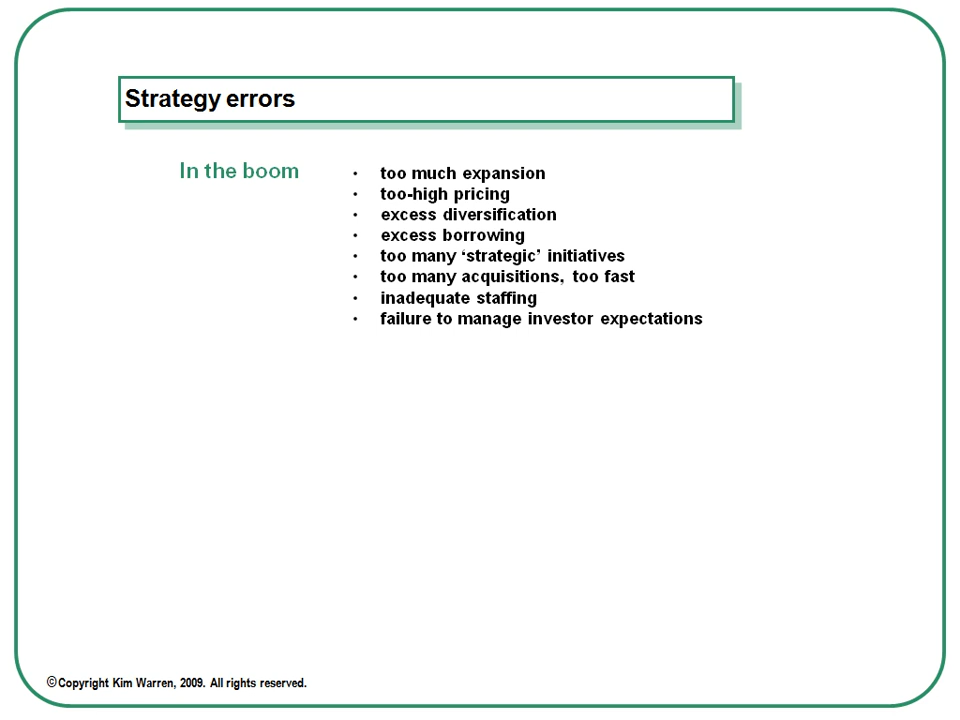 Strategy errors
In the boom
· too much expansion
· too-high pricing
· excess diversification
· excess borrowing
· too many ‘strategic’ initiatives
· too many acquisitions, too fast
· inadequate staffing
· failure to manage investor expectations
©Copyright Kim Warren, 2009. All rights reserved.